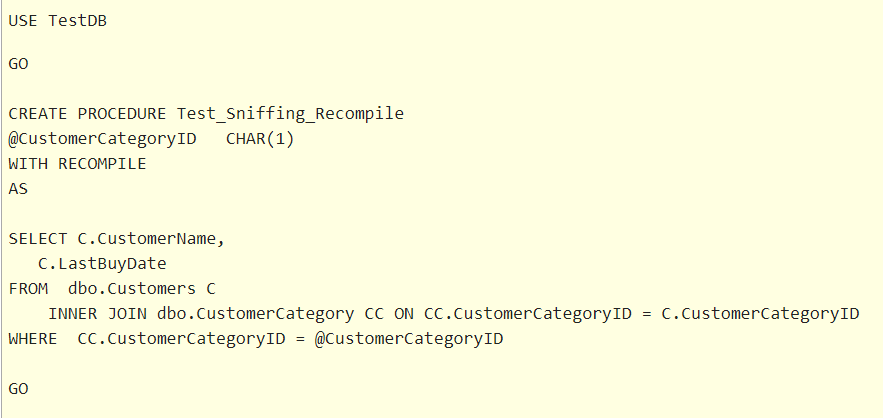 USE TestDB
GO
CREATE PROCEDURE Test_Sniffing_Recompile
@CustomerCategoryID   CHAR(1)
WITH RECOMPILE
AS
SELECT C.CustomerName,
   C.LastBuyDate
FROM  dbo.Customers C
    INNER JOIN dbo.CustomerCategory CC ON CC.CustomerCategoryID = C.CustomerCategoryID
WHERE  CC.CustomerCategoryID = @CustomerCategoryID
GO